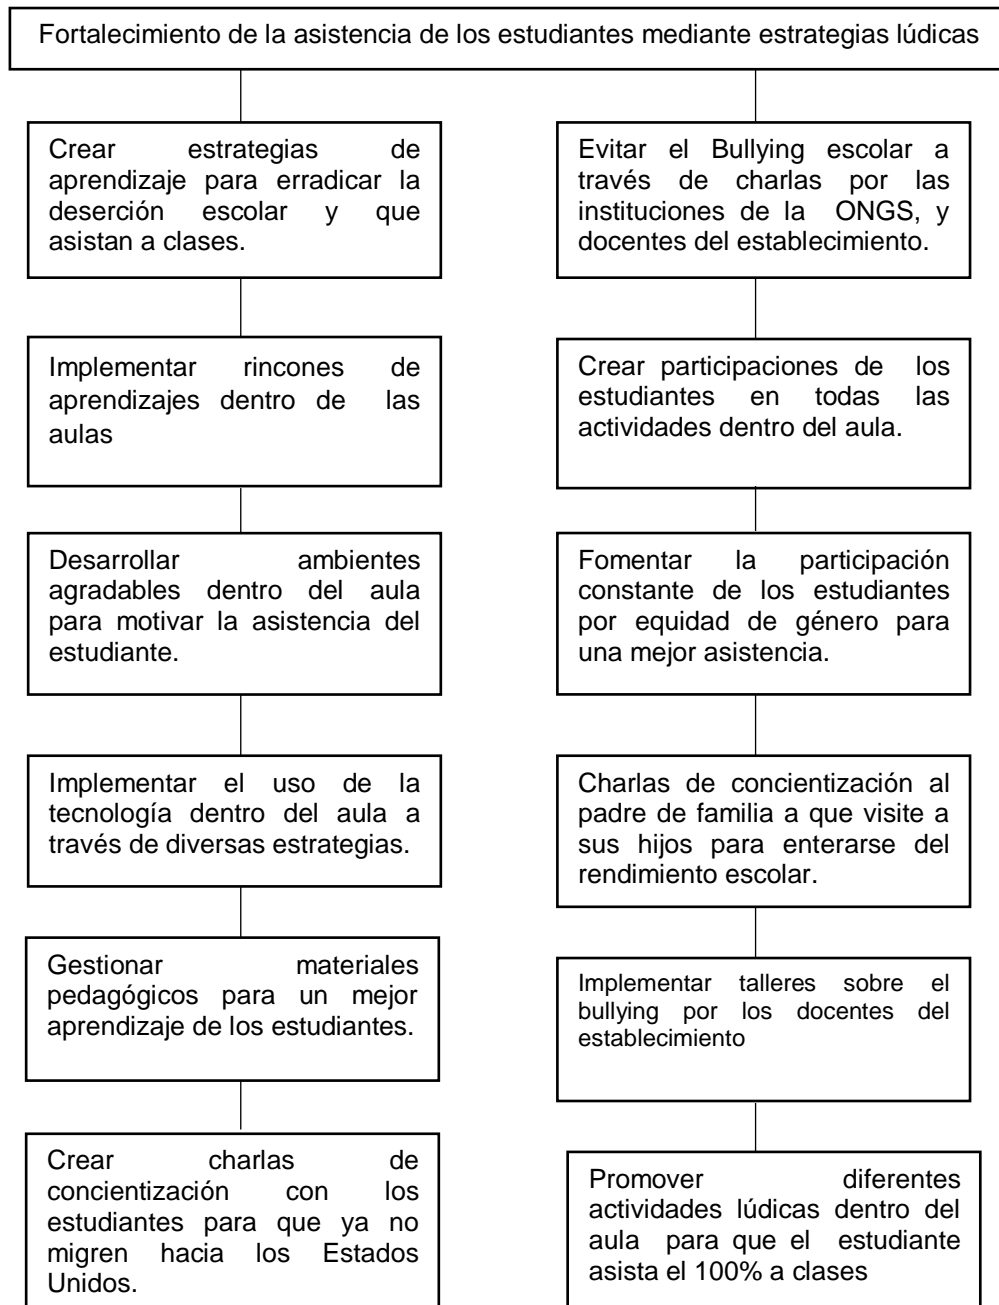 Fortalecimiento de la asistencia de los estudiantes mediante estrategias lúdicas
Crear estrategias de
aprendizaje para erradicar la
deserción escolar y que
asistan a clases.
Implementar rincones de
aprendizajes dentro de las
aulas
Desarrollar ambientes
agradables dentro del aula
para motivar la asistencia del
estudiante.
Implementar el uso de la
tecnología dentro del aula a
través de diversas estrategias.
Gestionar materiales
pedagógicos para un mejor
aprendizaje de los estudiantes.
Crear charlas de
concientización con los
estudiantes para que ya no
migren hacia los Estados
Unidos.
Evitar el Bullying escolar a
través de charlas por las
instituciones de la ONGS, y
docentes del establecimiento.
Crear participaciones de los
estudiantes en todas las
actividades dentro del aula.
Fomentar la participación
constante de los estudiantes
por equidad de género para
una mejor asistencia.
Charlas de concientización al
padre de familia a que visite a
sus hijos para enterarse del
rendimiento escolar.
Implementar talleres sobre el
bullying por los docentes del
establecimiento
Promover diferentes
actividades lúdicas dentro del
aula para que el estudiante
asista el 100% a clases